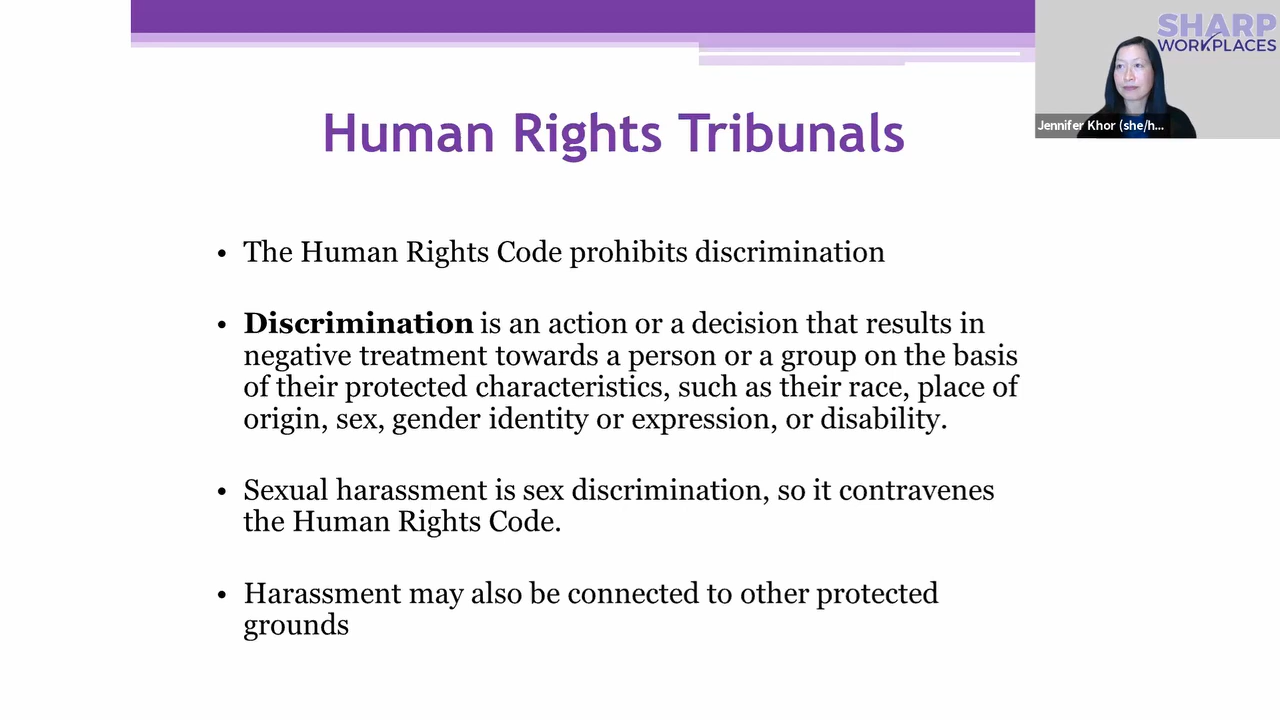 SHARP
WORKPLACES
Jennifer Khor (she/h...
Human Rights Tribunals
• The Human Rights Code prohibits discrimination
• Discrimination is an action or a decision that results in
negative treatment towards a person or a group on the basis
of their protected characteristics, such as their race, place of
origin, sex, gender identity or expression, or disability.
• Sexual harassment is sex discrimination, so it contravenes
the Human Rights Code.
• Harassment may also be connected to other protected
grounds